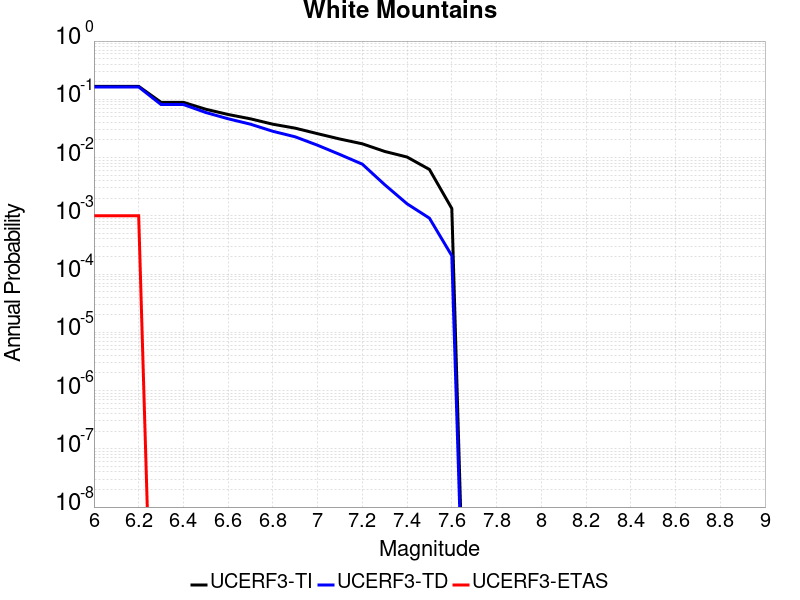 White Mountains
10^0
10^-1
10^-2
10^-3
10^-4
10^-5
10^-6
10^-7
10^-8
Annual Probability
6 6.2 6.4 6.6 6.8 7 7.2 7.4 7.6 7.8 8 8.2 8.4 8.6 8.8 9
Magnitude
UCERF3-TI UCERF3-TD UCERF3-ETAS